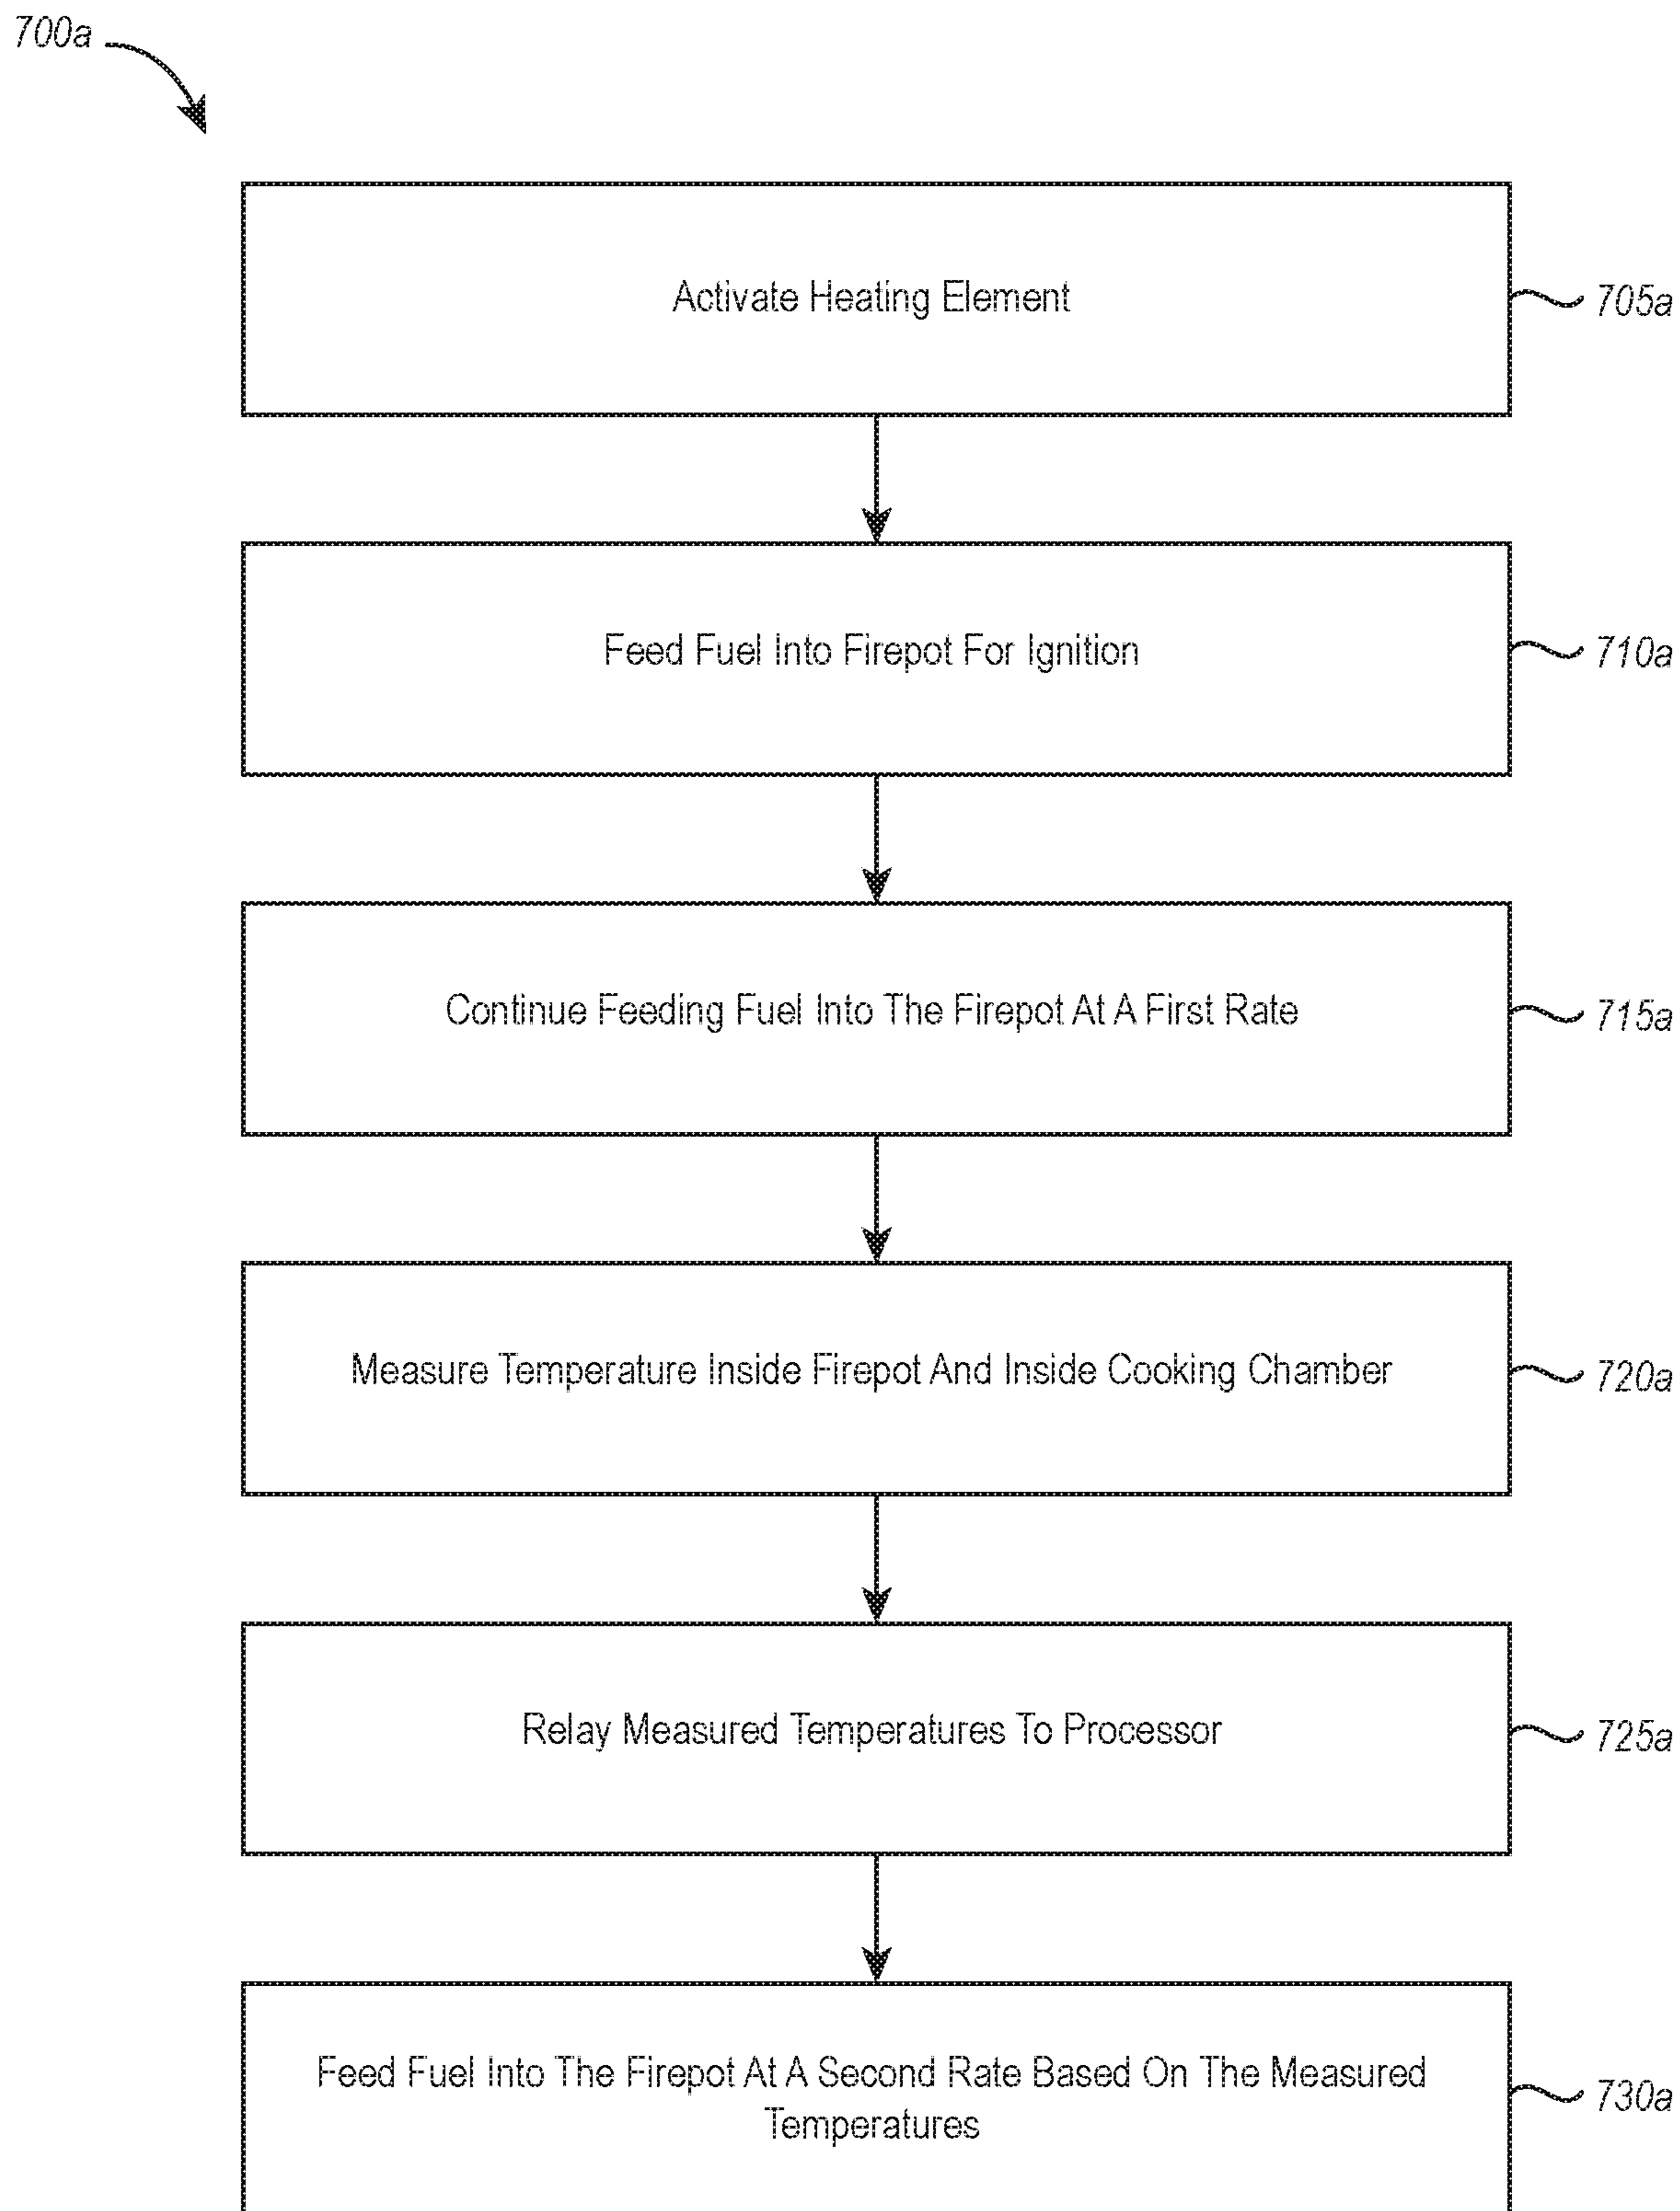 700a
Activate Heating Element
705a
Feed Fuel Into Firepot For Ignition
710a
Continue Feeding Fuel Into The Firepot At A First Rate
715a
Measure Temperature Inside Firepot And Inside Cooking Chamber
720a
Relay Measured Temperatures To Processor
725a
Feed Fuel Into The Firepot At A Second Rate Based On The Measured
Temperatures
730a